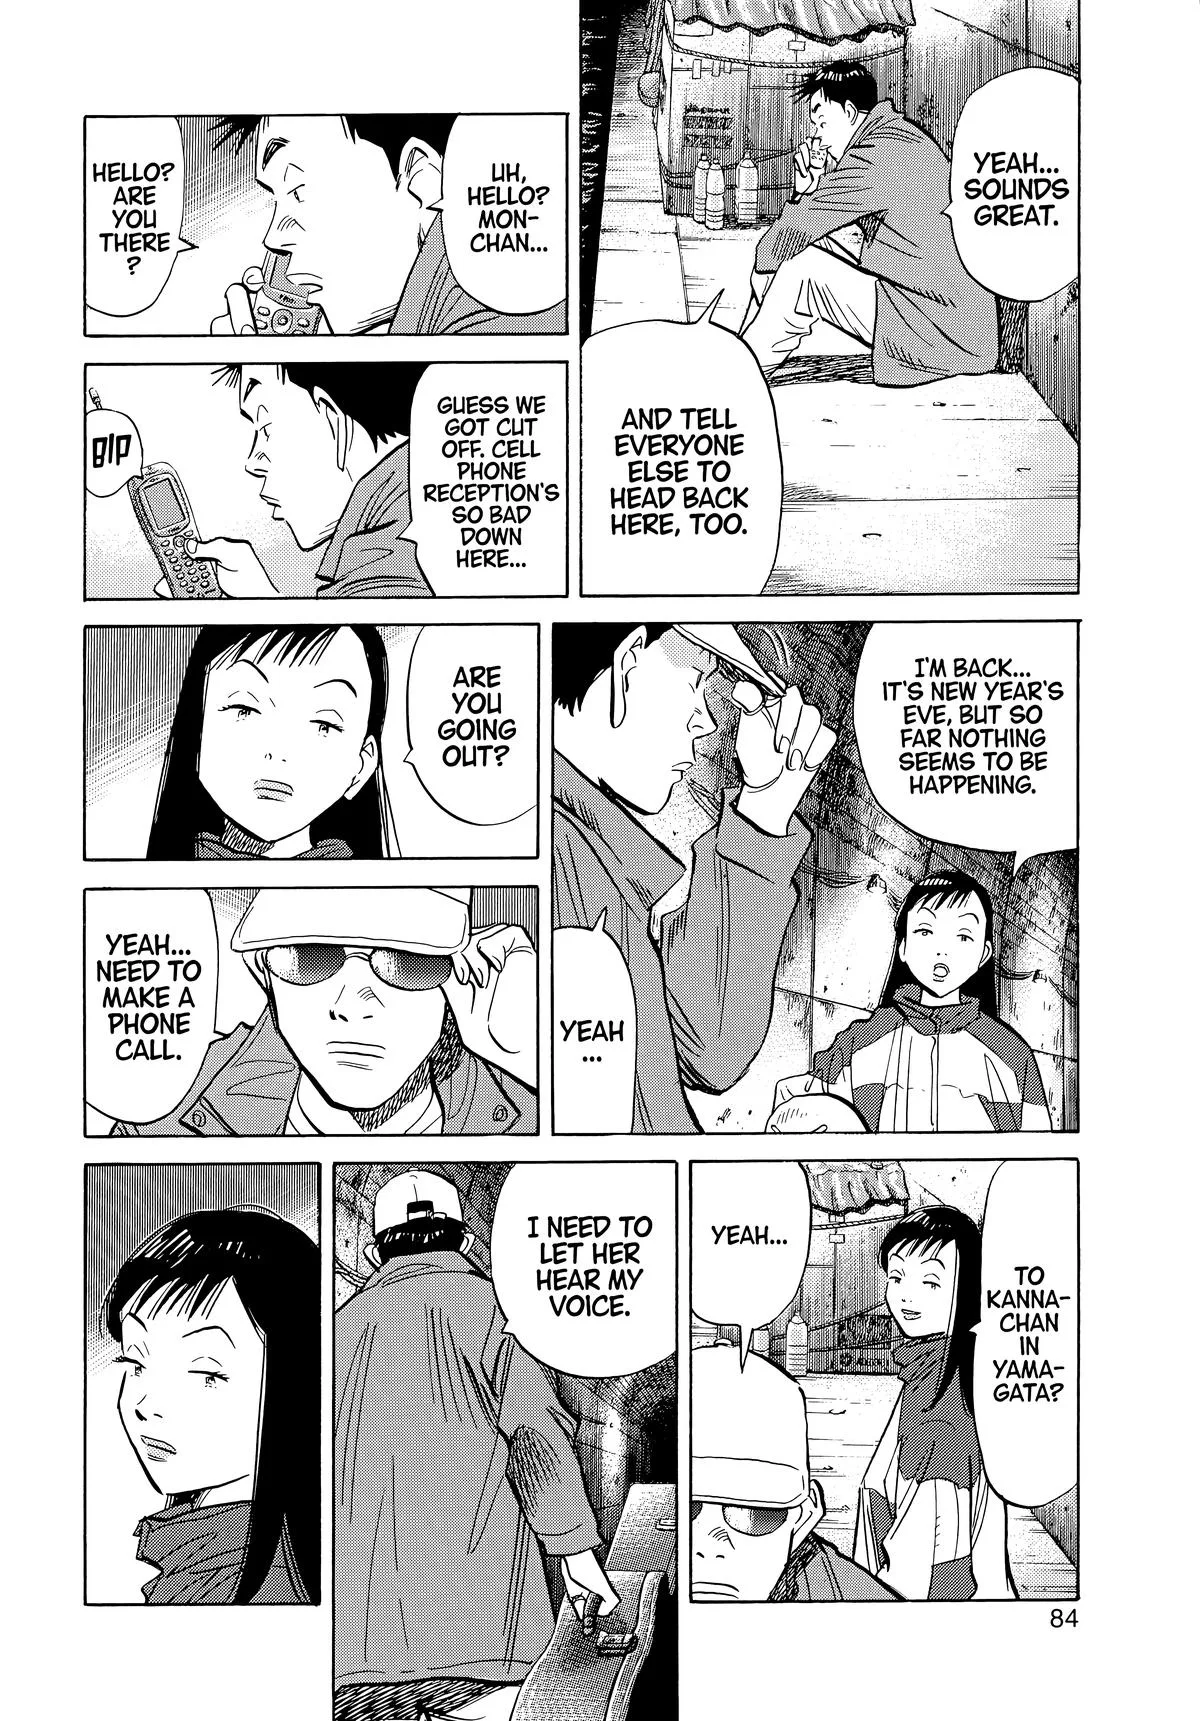 YEAH...
SOUNDS
GREAT.
AND TELL
EVERYONE
ELSE TO
HEAD BACK
HERE, TOO.
UH,
HELLO?
MON-
CHAN...
HELLO?
ARE
YOU
THERE
?
GUESS WE
GOT CUT
OFF. CELL
PHONE
RECEPTION'S
SO BAD
DOWN
HERE...
BIP
I'M BACK...
IT'S NEW YEAR'S
EVE, BUT SO
FAR NOTHING
SEEMS TO BE
HAPPENING.
YEAH
...
ARE
YOU
GOING
OUT?
YEAH...
NEED TO
MAKE A
PHONE
CALL.
TO
KANNA-
CHAN
IN
YAMA-
GATA?
YEAH...
I NEED TO
LET HER
HEAR MY
VOICE.
84